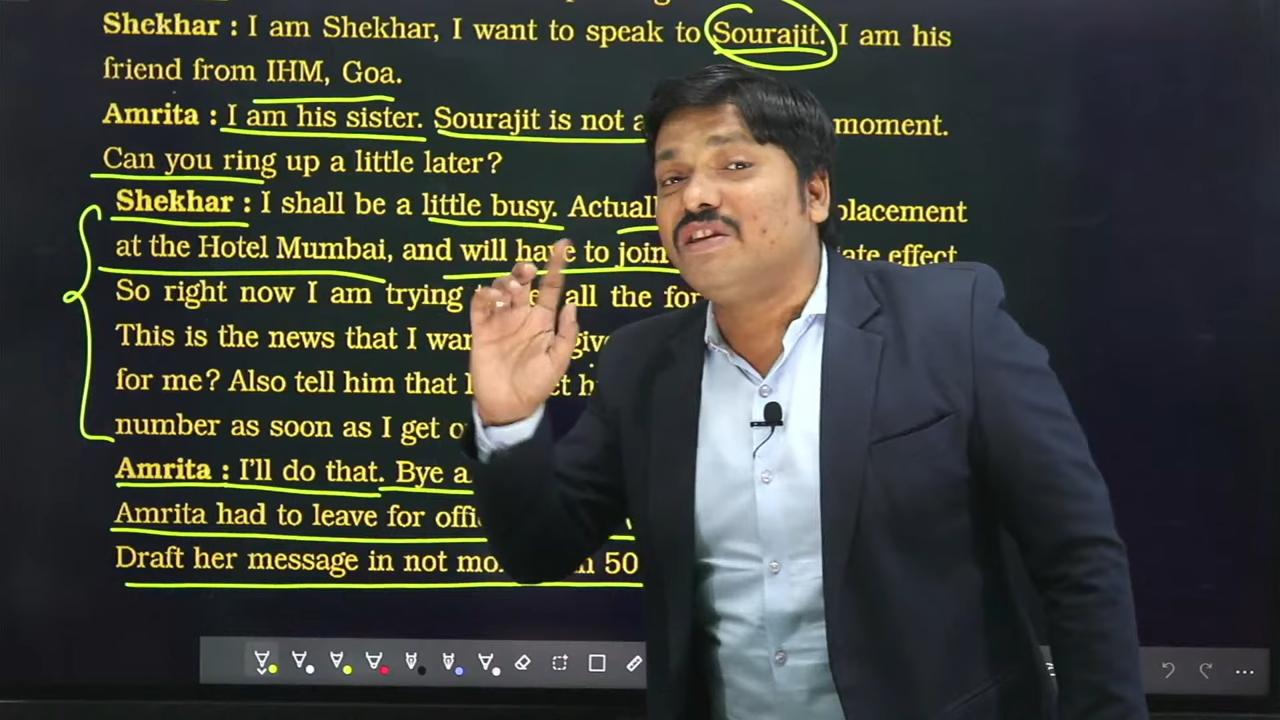 Shekhar : I am Shekhar, I want to speak to Sourajit. I am his
friend from IHM, Goa.
Amrita : I am his sister. Sourajit is not a moment.
Can you ring up a little later?
Shekhar : I shall be a little busy. Actual placement
at the Hotel Mumbai, and will have to join ate effect
So right now I am trying all the for
This is the news that I wan give
for me? Also tell him that I et h
number as soon as I get o
Amrita : I'll do that. Bye a
Amrita had to leave for offi
Draft her message in not mo n 50